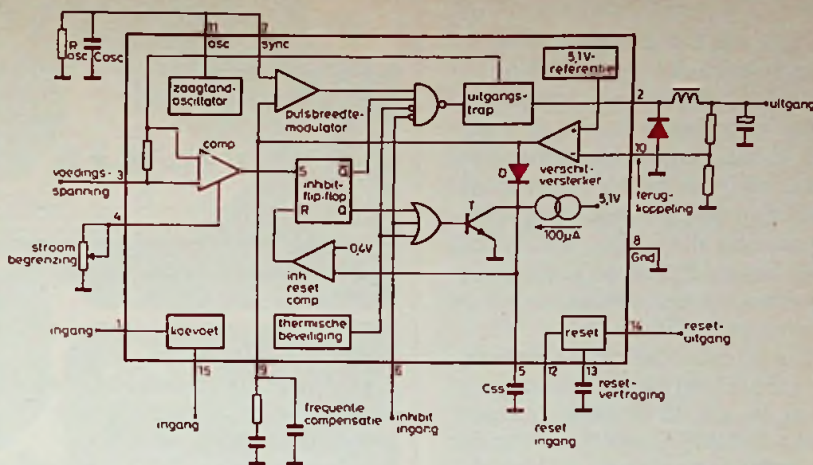 11
7
osc
sync
R
osc
Cosc
zaagtand-
oscillator
pulsbreedte-
modulator
uitgangs-
trap
5,1V-
referentie
2
uitgang
comp
voedings-
spanning
3
4
stroom
begrenzing
S
Q
inhibit-
flip-flop
R
Q
D
+
-
verschil-
versterker
10
terug-
koppeling
T
5,1V
100µA
8
Gnd
0,4V
inh
reset
comp
thermische
beveiliging
ingang
1
koevoet
reset
14
reset-
uitgang
15
9
6
5
12
13
Css
reset-
vertraging
ingang
frequentie
compensatie
inhibit
ingang
reset
ingang